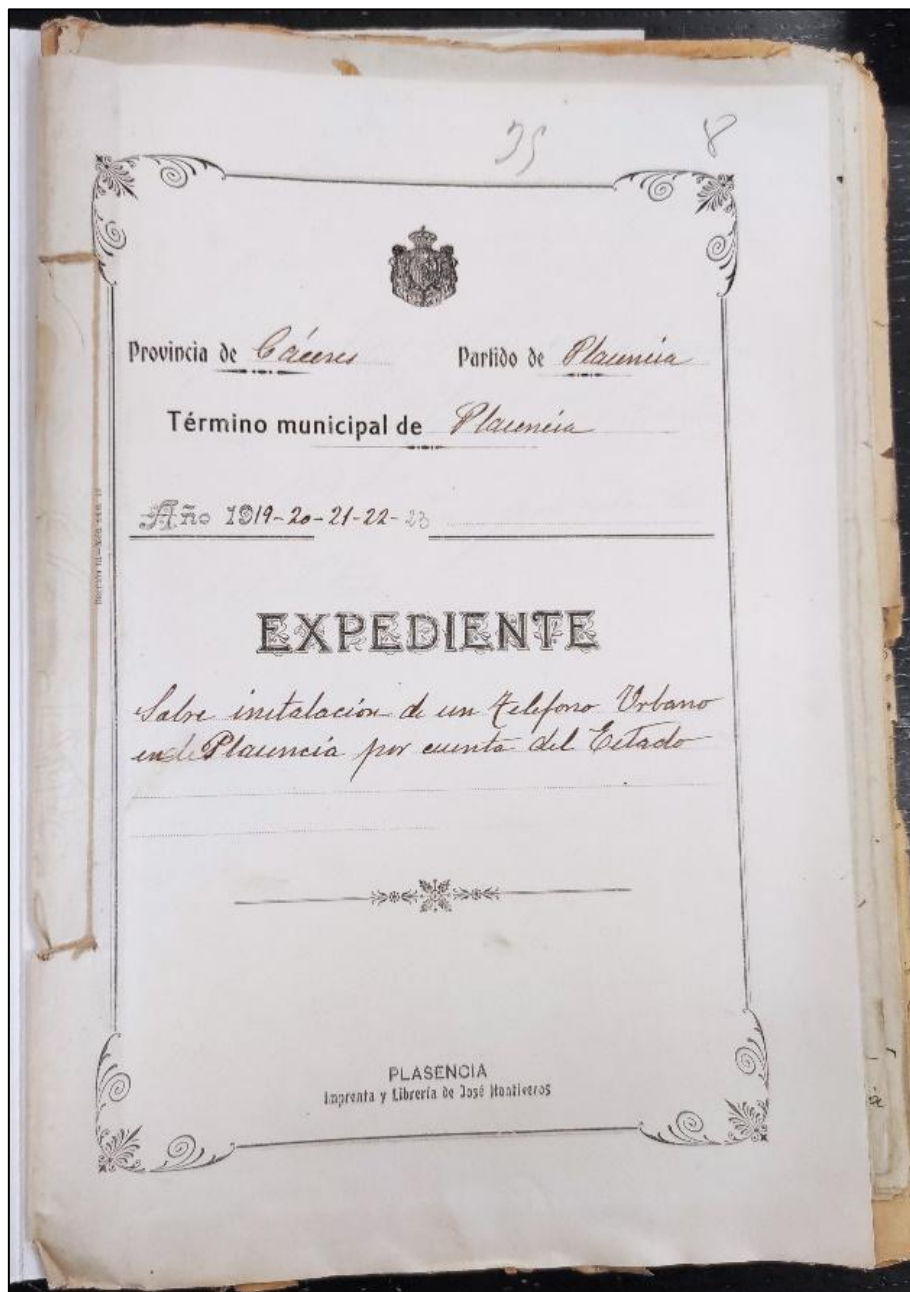 35 8
Provincia de Cáceres Partido de Plasencia
Término municipal de Plasencia
Año 1919-20-21-22-23
EXPEDIENTE
Sobre instalación de un Telefono Urbano
en Plasencia por cuenta del Estado
PLASENCIA
Imprenta y Librería de José Montiveros